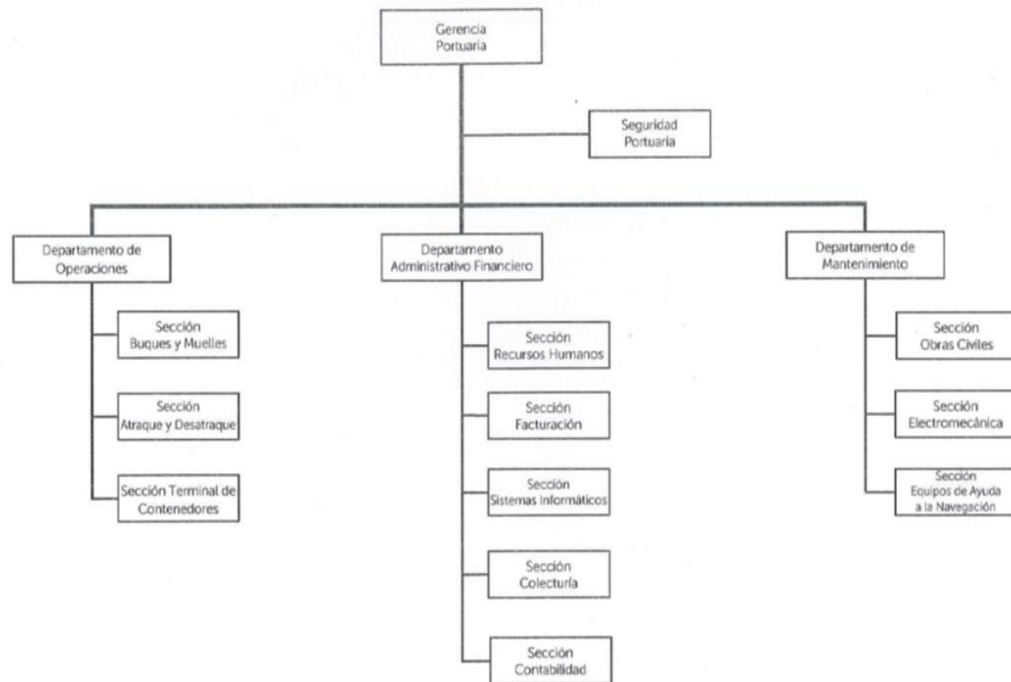 Gerencia
Portuaria
Seguridad
Portuaria
Departamento de
Operaciones
Departamento
Administrativo Financiero
Departamento de
Mantenimiento
Sección
Buques y Muelles
Sección
Atraque y Desatraque
Sección Terminal de
Contenedores
Sección
Recursos Humanos
Sección
Facturación
Sección
Sistemas Informáticos
Sección
Colecturía
Sección
Contabilidad
Sección
Obras Civiles
Sección
Electromecánica
Sección
Equipos de Ayuda
a la Navegación